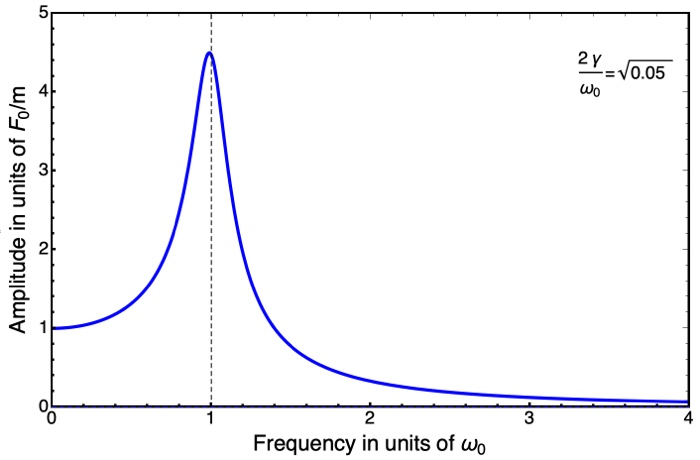 5
4
3
2
1
0
0 1 2 3 4
Amplitude in units of F₀/m
Frequency in units of ω₀
2 γ
ω₀
=√0.05